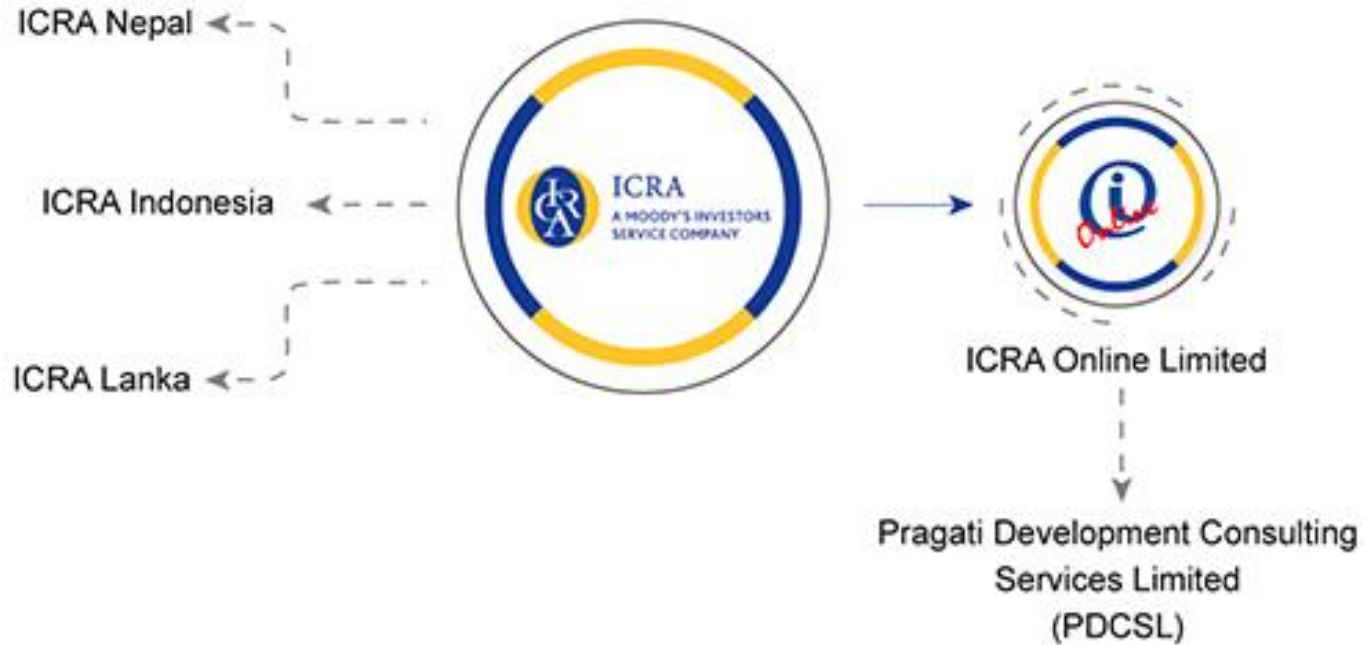 ICRA Nepal
ICRA Indonesia
ICRA Lanka
ICRA
ICRA
A MOODY'S INVESTORS
SERVICE COMPANY
i
Online
ICRA Online Limited
Pragati Development Consulting
Services Limited
(PDCSL)